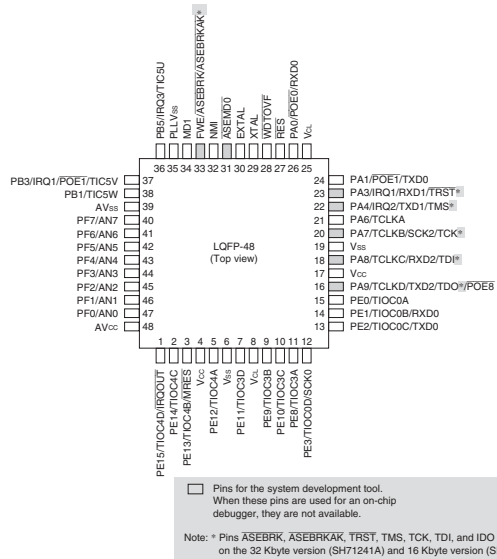 PB5/IRQ3/TIC5U
PLLVss
MD1
FWE/ASEBRK/ASEBRKAK*
NMI
ASEMD0
EXTAL
XTAL
WDTOVF
RES
PA0/POE0/RXD0
VCL
36 35 34 33 32 31 30 29 28 27 26 25
PB3/IRQ1/POE1/TIC5V 37
PB1/TIC5W 38
AVss 39
PF7/AN7 40
PF6/AN6 41
PF5/AN5 42
PF4/AN4 43
PF3/AN3 44
PF2/AN2 45
PF1/AN1 46
PF0/AN0 47
AVcc 48
LQFP-48
(Top view)
24 PA1/POE1/TXD0
23 PA3/IRQ1/RXD1/TRST*
22 PA4/IRQ2/TXD1/TMS*
21 PA6/TCLKA
20 PA7/TCLKB/SCK2/TCK*
19 Vss
18 PA8/TCLKC/RXD2/TDI*
17 Vcc
16 PA9/TCLKD/TXD2/TDO*/POE8
15 PE0/TIOC0A
14 PE1/TIOC0B/RXD0
13 PE2/TIOC0C/TXD0
1 2 3 4 5 6 7 8 9 10 11 12
PE15/TIOC4D/IRQOUT
PE14/TIOC4C
PE13/TIOC4B/MRES
Vcc
PE12/TIOC4A
Vss
PE11/TIOC3D
VCL
PE9/TIOC3B
PE10/TIOC3C
PE8/TIOC3A
PE3/TIOC0D/SCK0
Pins for the system development tool.
When these pins are used for an on-chip
debugger, they are not available.
Note: * Pins ASEBRK, ASEBRKAK, TRST, TMS, TCK, TDI, and IDO
on the 32 Kbyte version (SH71241A) and 16 Kbyte version (S